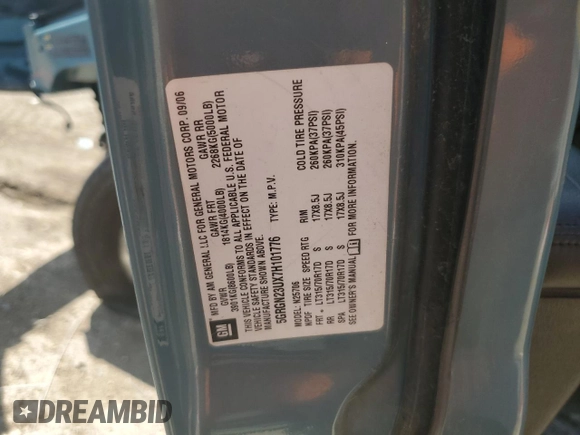 GM
MFD BY AM GENERAL LLC FOR GENERAL MOTORS CORP. 09/06
GVWR GAWR FRT GAWR RR
3901KG(8600LB) 1814KG(4000LB) 2268KG(5000LB)
THIS VEHICLE CONFORMS TO ALL APPLICABLE U.S. FEDERAL MOTOR
VEHICLE SAFETY STANDARDS IN EFFECT ON THE DATE OF
MANUFACTURE SHOWN ABOVE.
5GRGN23UX7H101776 TYPE: M.P.V.
MODEL: N25706
NPDF TIRE SIZE SPEED RTG RIM COLD TIRE PRESSURE
FRT LT315/70R17D S 17X8.5J 260KPA(37PSI)
RR LT315/70R17D S 17X8.5J 260KPA(37PSI)
SPA LT315/70R17D S 17X8.5J 310KPA(45PSI)
SEE OWNER'S MANUAL FOR MORE INFORMATION.
DREAMBID